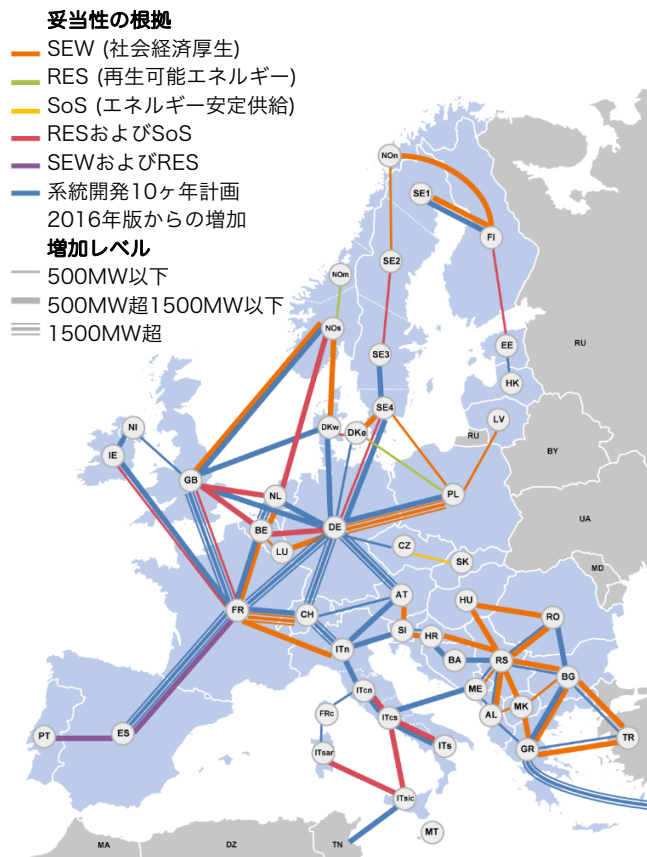 妥当性の根拠
SEW (社会経済厚生)
RES (再生可能エネルギー)
SoS (エネルギー安定供給)
RESおよびSoS
SEWおよびRES
系統開発10ヶ年計画
2016年版からの増加
増加レベル
500MW以下
500MW超1500MW以下
1500MW超
NOn
SE1
FI
SE2
NOm
NOs
RU
EE
SE3
HK
SE4
LV
NI
DKw
DKe
RU
IE
BY
GB
NL
PL
UA
BE
DE
LU
CZ
SK
MD
AT
HU
FR
CH
RO
SI
HR
ITn
BA
RS
BG
ITcn
ME
MK
FRc
ITcs
AL
PT
ES
ITs
GR
TR
ITsar
ITsic
MT
MA
DZ
TN